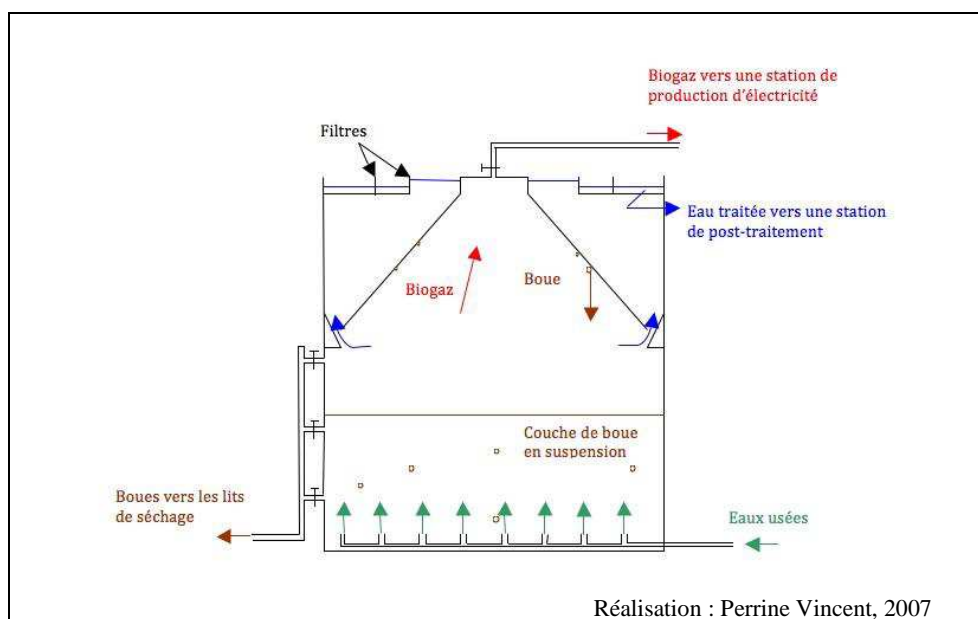 Biogaz vers une station de
production d'électricité
Filtres
Eau traitée vers une station
de post-traitement
Biogaz
Boue
Couche de boue
en suspension
Boues vers les lits
de séchage
Eaux usées
Réalisation : Perrine Vincent, 2007